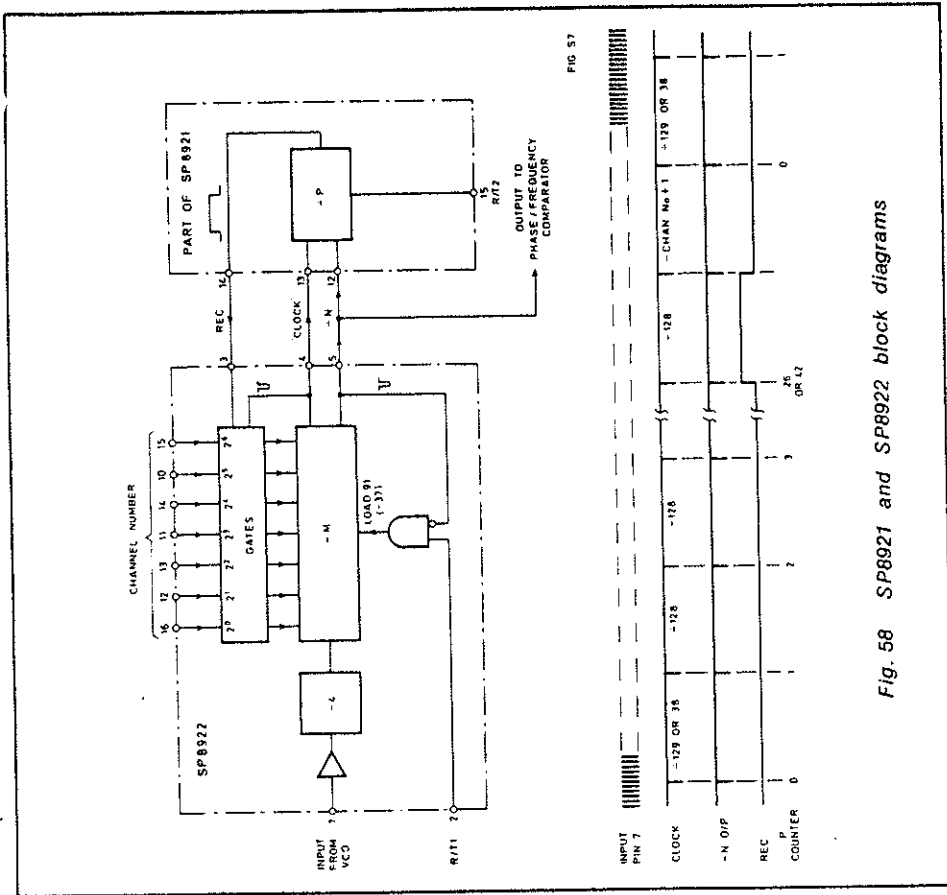 SP8922
CHANNEL NUMBER
16 12 13 11 14 10 15
2⁰ 2¹ 2² 2³ 2⁴ 2⁵ 2⁶
GATES
-4
-M
LOAD 91
(-37)
INPUT
FROM
VCO
2
R/T1
3
4
5
REC
CLOCK
-N
14
13
12
PART OF SP8921
-P
15
R/T2
OUTPUT TO
PHASE / FREQUENCY
COMPARATOR
FIG 57
INPUT
PIN 7
CLOCK
÷129 OR 38
-128
-128
-128
-CHAN No + 1
÷129 OR 38
-N O/P
REC
P
COUNTER
0
1
2
3
26
OR 42
0
Fig. 58 SP8921 and SP8922 block diagrams